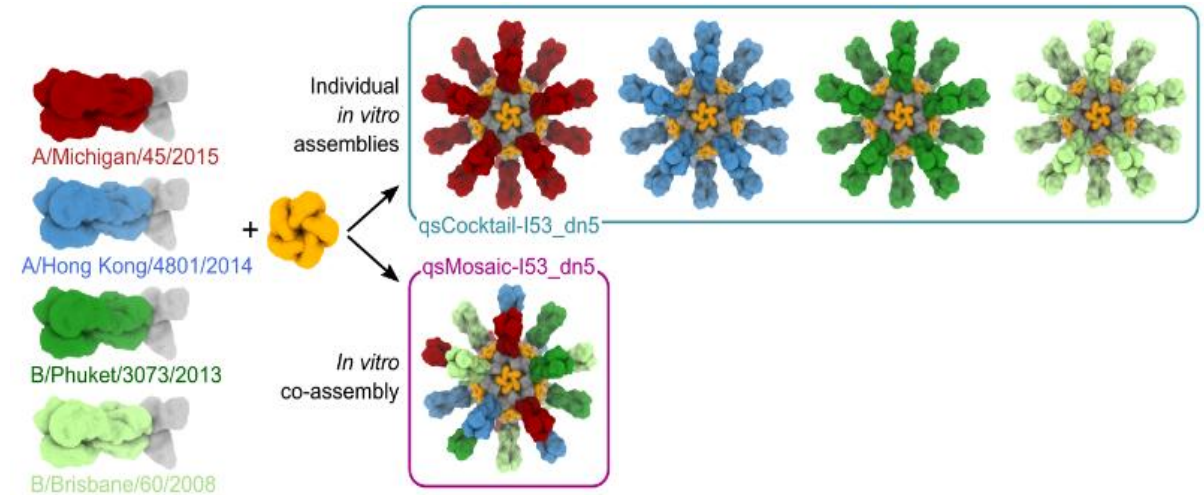 A/Michigan/45/2015
A/Hong Kong/4801/2014
B/Phuket/3073/2013
B/Brisbane/60/2008
+
Individual
in vitro
assemblies
qsCocktail-I53_dn5
In vitro
co-assembly
qsMosaic-I53_dn5